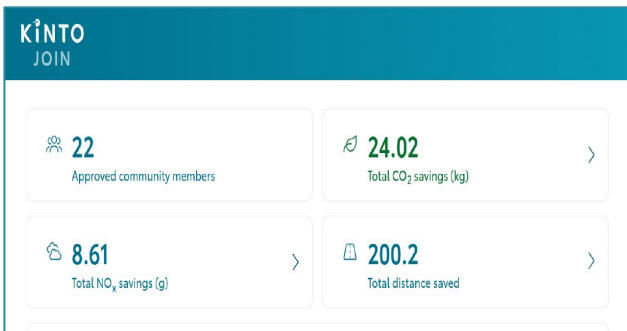 KINTO
JOIN
22
Approved community members
24.02
Total CO₂ savings (kg)
8.61
Total NOₓ savings (g)
200.2
Total distance saved